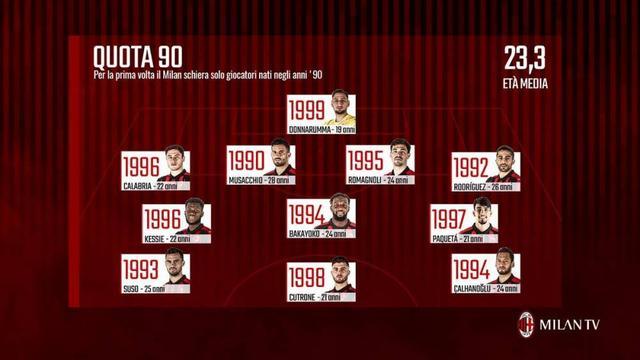 QUOTA 90
Per la prima volta il Milan schiera solo giocatori nati negli anni '90
23,3
ETÀ MEDIA
1999
DONNARUMMA - 19 anni
1996
CALABRIA - 22 anni
1990
MUSACCHIO - 28 anni
1995
ROMAGNOLI - 24 anni
1992
RODRÍGUEZ - 26 anni
1996
KESSIE - 22 anni
1994
BAKAYOKO - 24 anni
1997
PAQUETÁ - 21 anni
1993
SUSO - 25 anni
1998
CUTRONE - 21 anni
1994
ÇALHANOĞLU - 24 anni
ACM
1899
MILAN TV